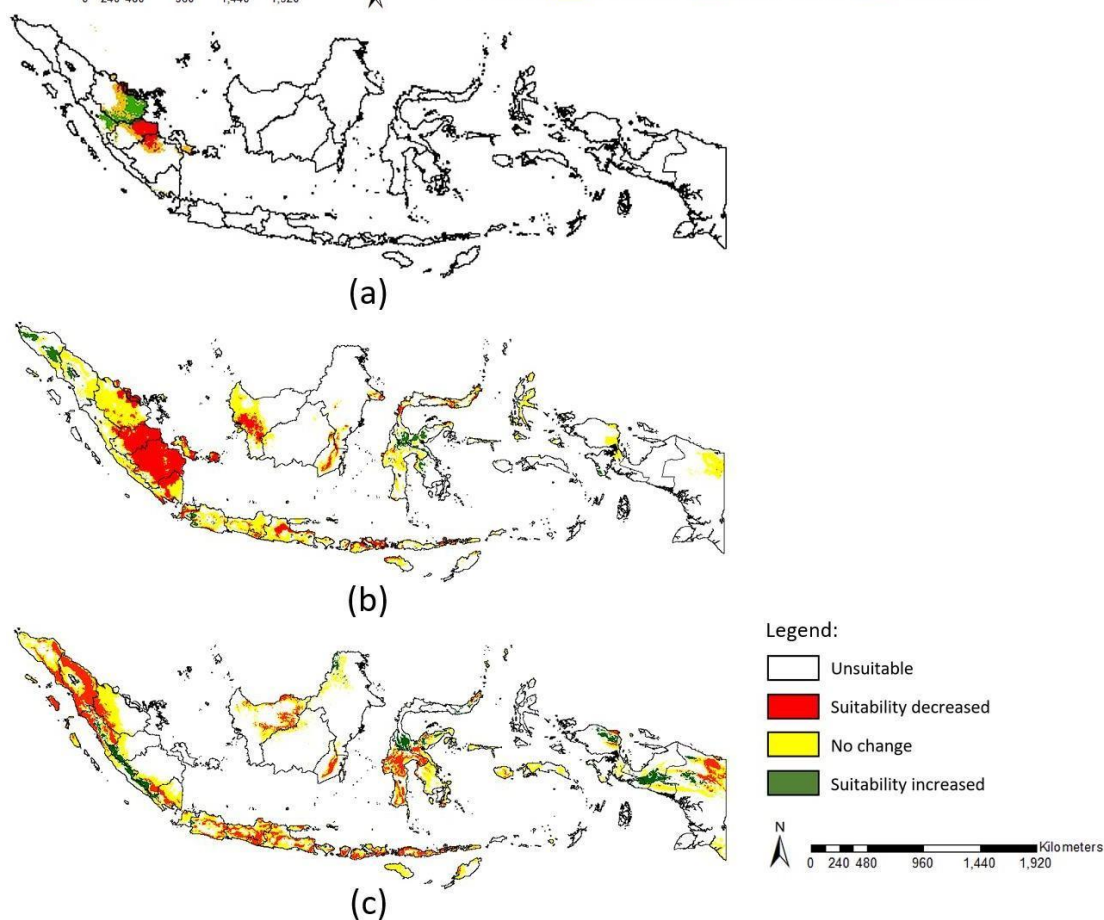 (a)
(b)
Legend:
Unsuitable
Suitability decreased
No change
Suitability increased
N
Kilometers
0 240 480 960 1,440 1,920
(c)